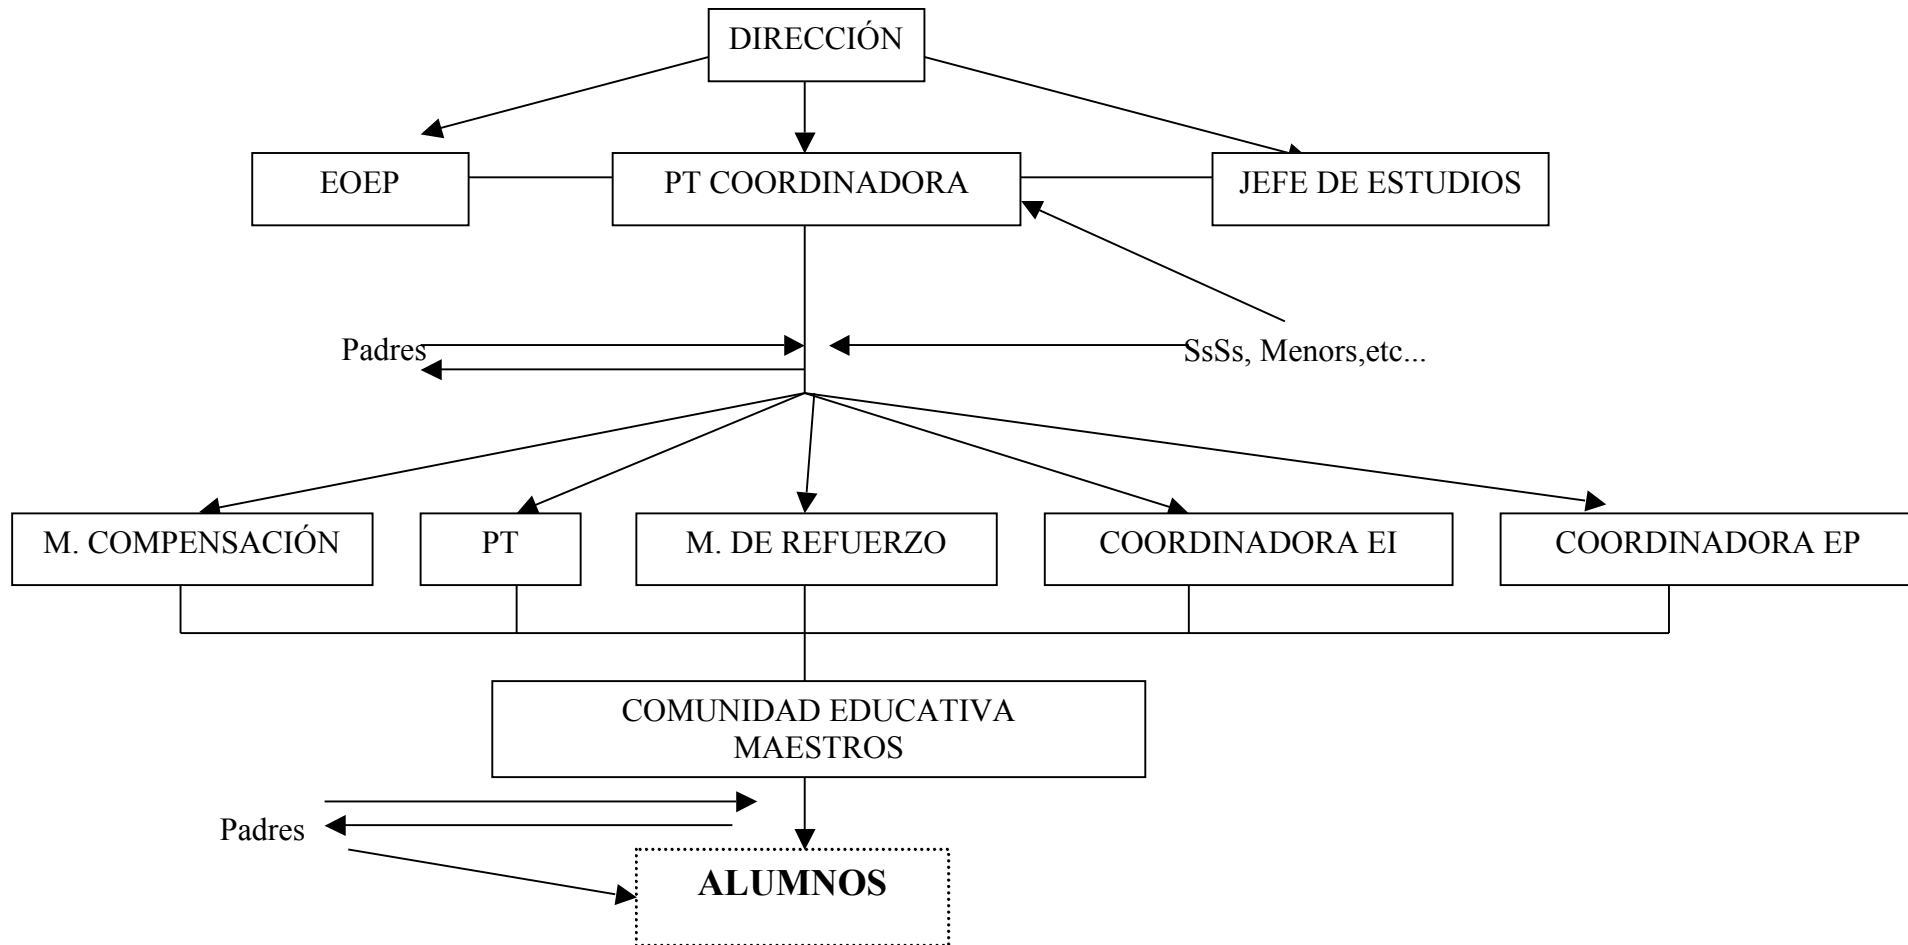 DIRECCIÓN
EOEP
PT COORDINADORA
JEFE DE ESTUDIOS
Padres
SsSs, Menors,etc...
M. COMPENSACIÓN
PT
M. DE REFUERZO
COORDINADORA EI
COORDINADORA EP
COMUNIDAD EDUCATIVA
MAESTROS
Padres
ALUMNOS